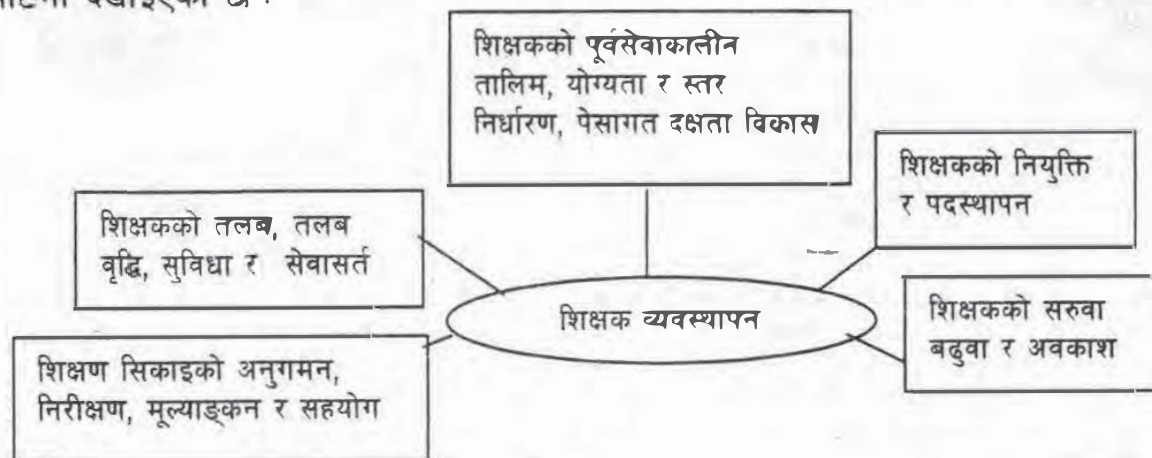 देखाइएको छ :
शिक्षकको पूर्वसेवाकालीन
तालिम, योग्यता र स्तर
निर्धारण, पेसागत दक्षता विकास
शिक्षकको नियुक्ति
र पदस्थापन
शिक्षकको तलब, तलब
वृद्धि, सुविधा र सेवासर्त
शिक्षक व्यवस्थापन
शिक्षकको सरुवा
बढुवा र अवकाश
शिक्षण सिकाइको अनुगमन,
निरीक्षण, मूल्याङ्कन र सहयोग